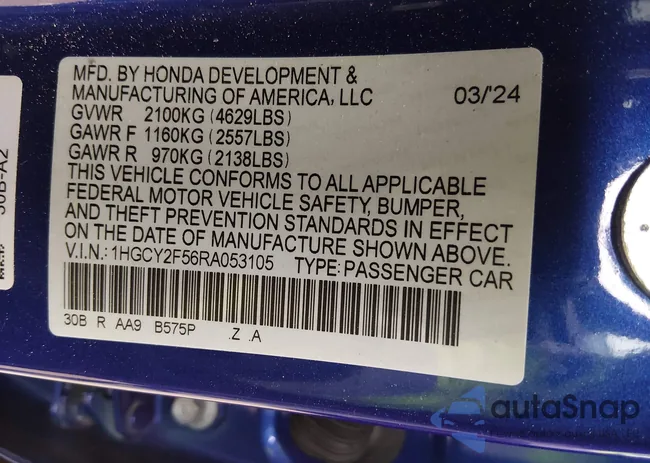 MFD. BY HONDA DEVELOPMENT &
MANUFACTURING OF AMERICA, LLC 03/'24
GVWR 2100KG (4629LBS)
GAWR F 1160KG (2557LBS)
GAWR R 970KG (2138LBS)
THIS VEHICLE CONFORMS TO ALL APPLICABLE
FEDERAL MOTOR VEHICLE SAFETY, BUMPER,
AND THEFT PREVENTION STANDARDS IN EFFECT
ON THE DATE OF MANUFACTURE SHOWN ABOVE.
V.I.N.: 1HGCY2F56RA053105 TYPE: PASSENGER CAR
30B R AA9 B575P .Z .A
30B-A2
autoSnap